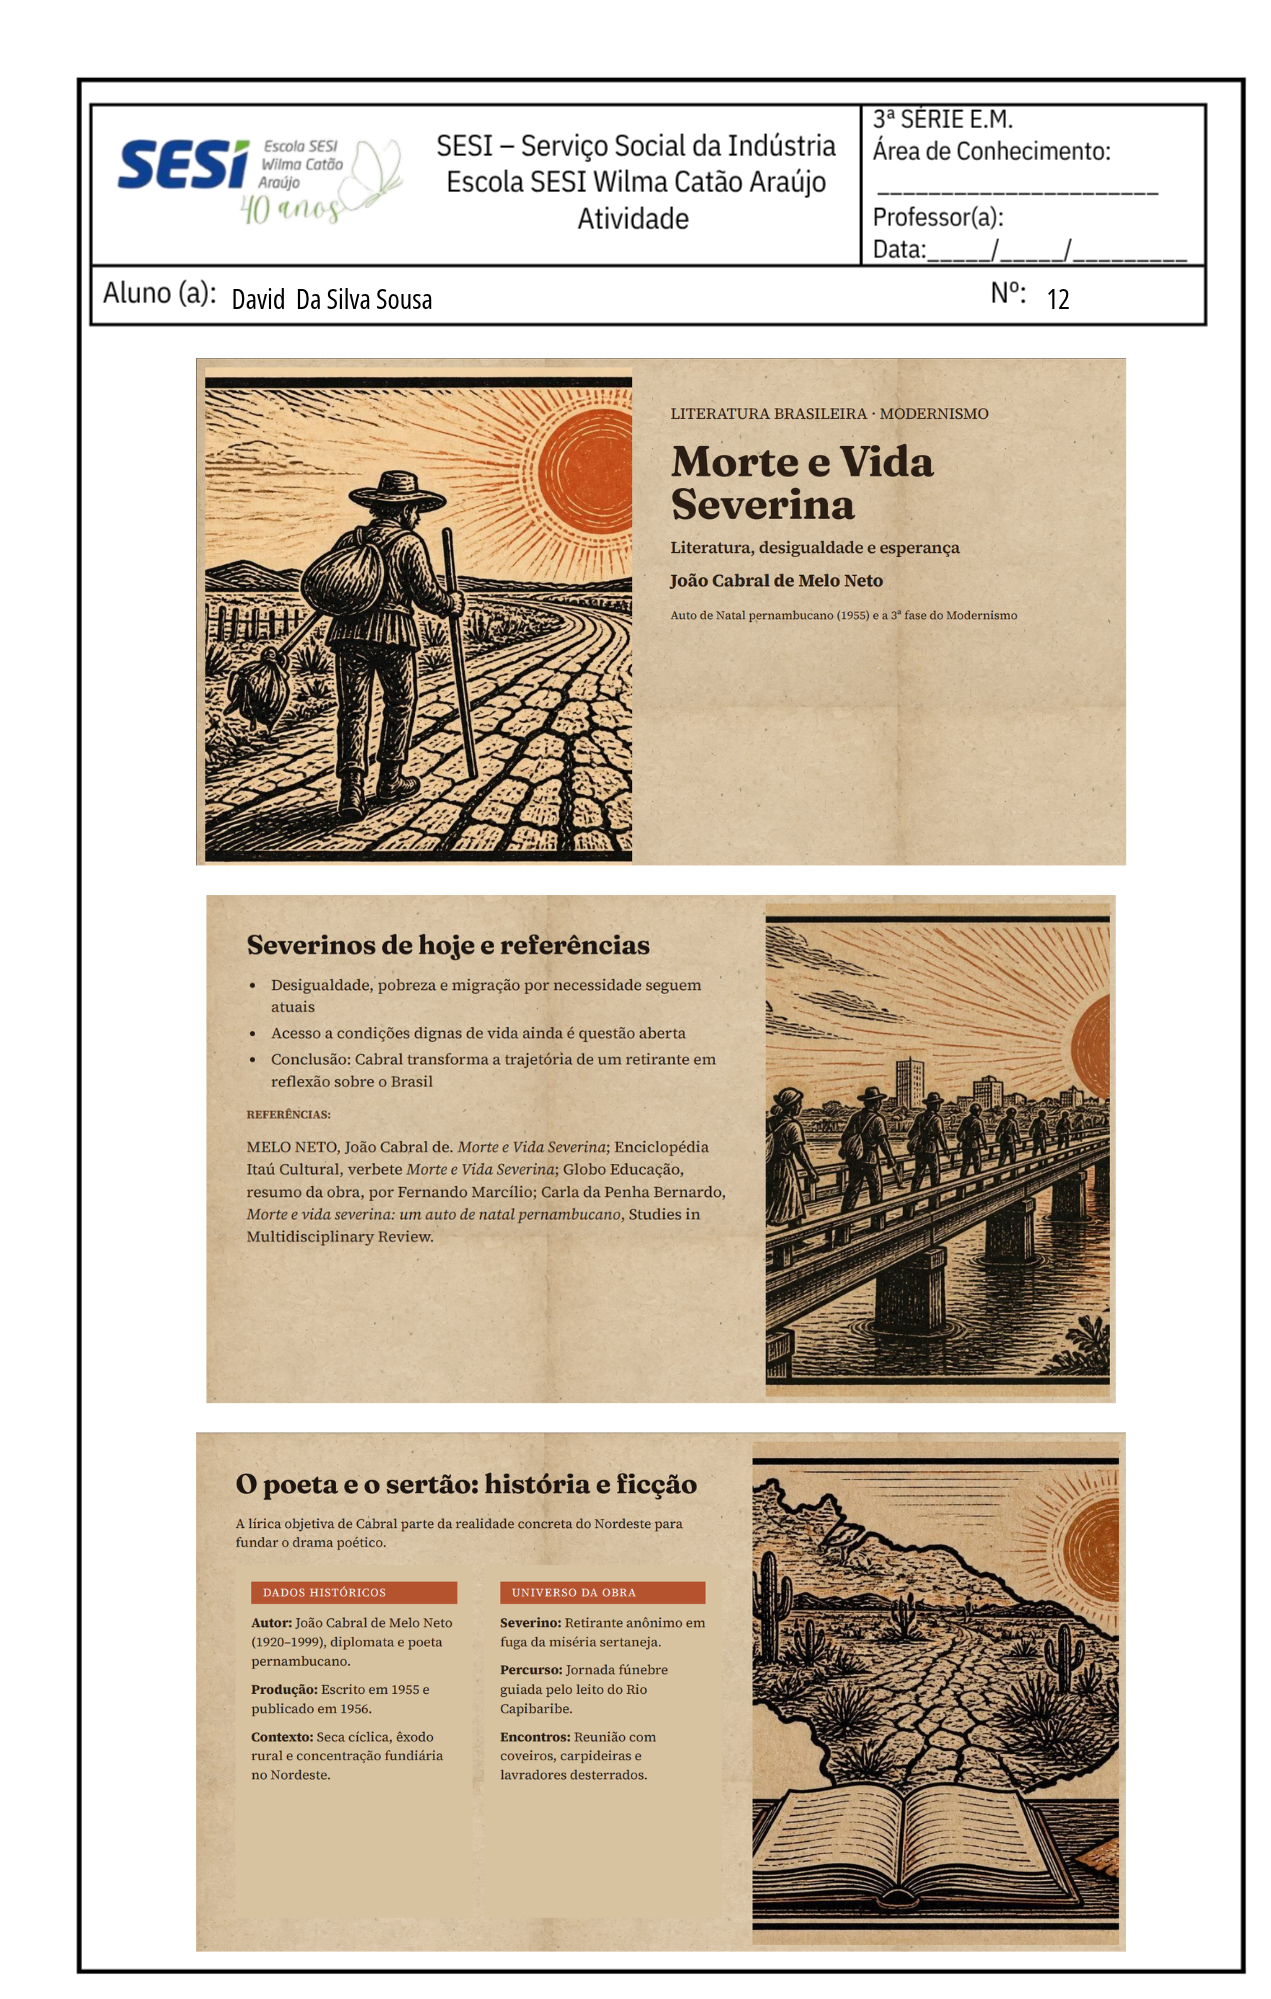 SESI
Escola SESI
Wilma Catão
Araújo
40 anos
SESI – Serviço Social da Indústria
Escola SESI Wilma Catão Araújo
Atividade
3ª SÉRIE E.M.
Área de Conhecimento:
______________________
Professor(a):
Data:_____/_____/_________
Aluno (a): David Da Silva Sousa
Nº: 12
LITERATURA BRASILEIRA · MODERNISMO
Morte e Vida
Severina
Literatura, desigualdade e esperança
João Cabral de Melo Neto
Auto de Natal pernambucano (1955) e a 3ª fase do Modernismo
Severinos de hoje e referências
• Desigualdade, pobreza e migração por necessidade seguem
atuais
• Acesso a condições dignas de vida ainda é questão aberta
• Conclusão: Cabral transforma a trajetória de um retirante em
reflexão sobre o Brasil
REFERÊNCIAS:
MELO NETO, João Cabral de. Morte e Vida Severina; Enciclopédia
Itaú Cultural, verbete Morte e Vida Severina; Globo Educação,
resumo da obra, por Fernando Marcílio; Carla da Penha Bernardo,
Morte e vida severina: um auto de natal pernambucano, Studies in
Multidisciplinary Review.
O poeta e o sertão: história e ficção
A lírica objetiva de Cabral parte da realidade concreta do Nordeste para
fundar o drama poético.
DADOS HISTÓRICOS
Autor: João Cabral de Melo Neto
(1920–1999), diplomata e poeta
pernambucano.
Produção: Escrito em 1955 e
publicado em 1956.
Contexto: Seca cíclica, êxodo
rural e concentração fundiária
no Nordeste.
UNIVERSO DA OBRA
Severino: Retirante anônimo em
fuga da miséria sertaneja.
Percurso: Jornada fúnebre
guiada pelo leito do Rio
Capibaribe.
Encontros: Reunião com
coveiros, carpideiras e
lavradores desterrados.